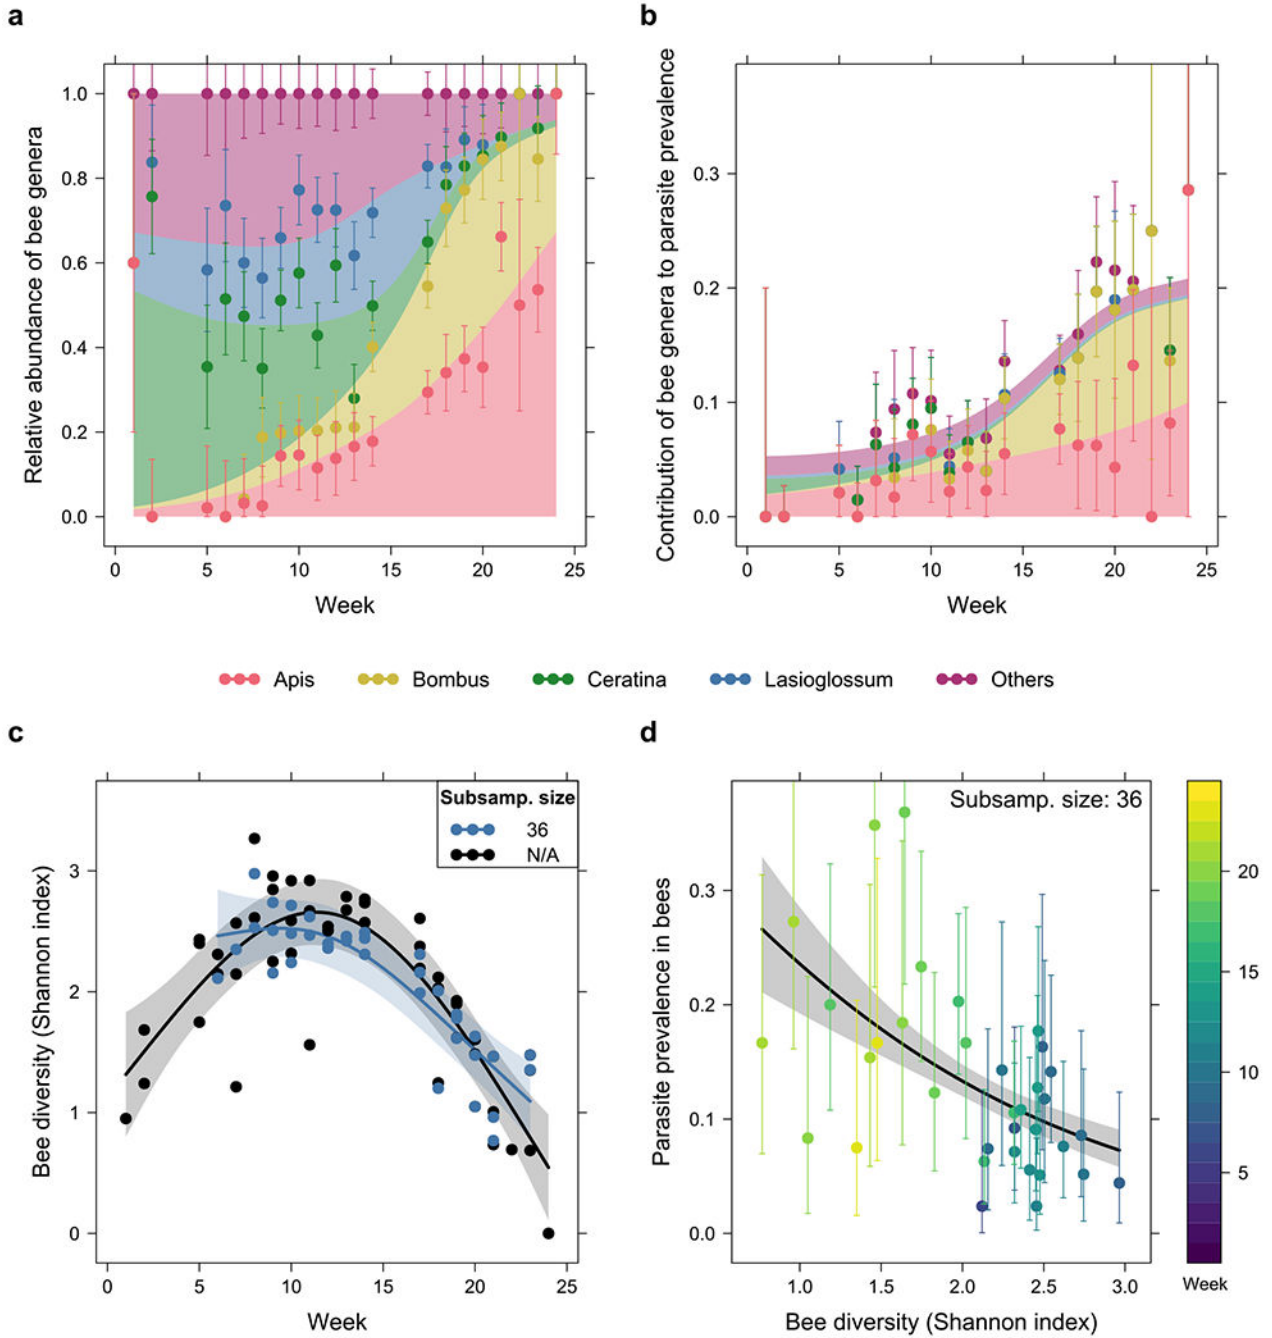 a
b
Relative abundance of bee genera
1.0
0.8
0.6
0.4
0.2
0.0
0 5 10 15 20 25
Week
Contribution of bee genera to parasite prevalence
0.3
0.2
0.1
0.0
0 5 10 15 20 25
Week
Apis Bombus Ceratina Lasioglossum Others
c
d
Bee diversity (Shannon index)
3
2
1
0
0 5 10 15 20 25
Week
Subsamp. size
36
N/A
Parasite prevalence in bees
0.3
0.2
0.1
0.0
1.0 1.5 2.0 2.5 3.0
Bee diversity (Shannon index)
Subsamp. size: 36
20
15
10
5
Week